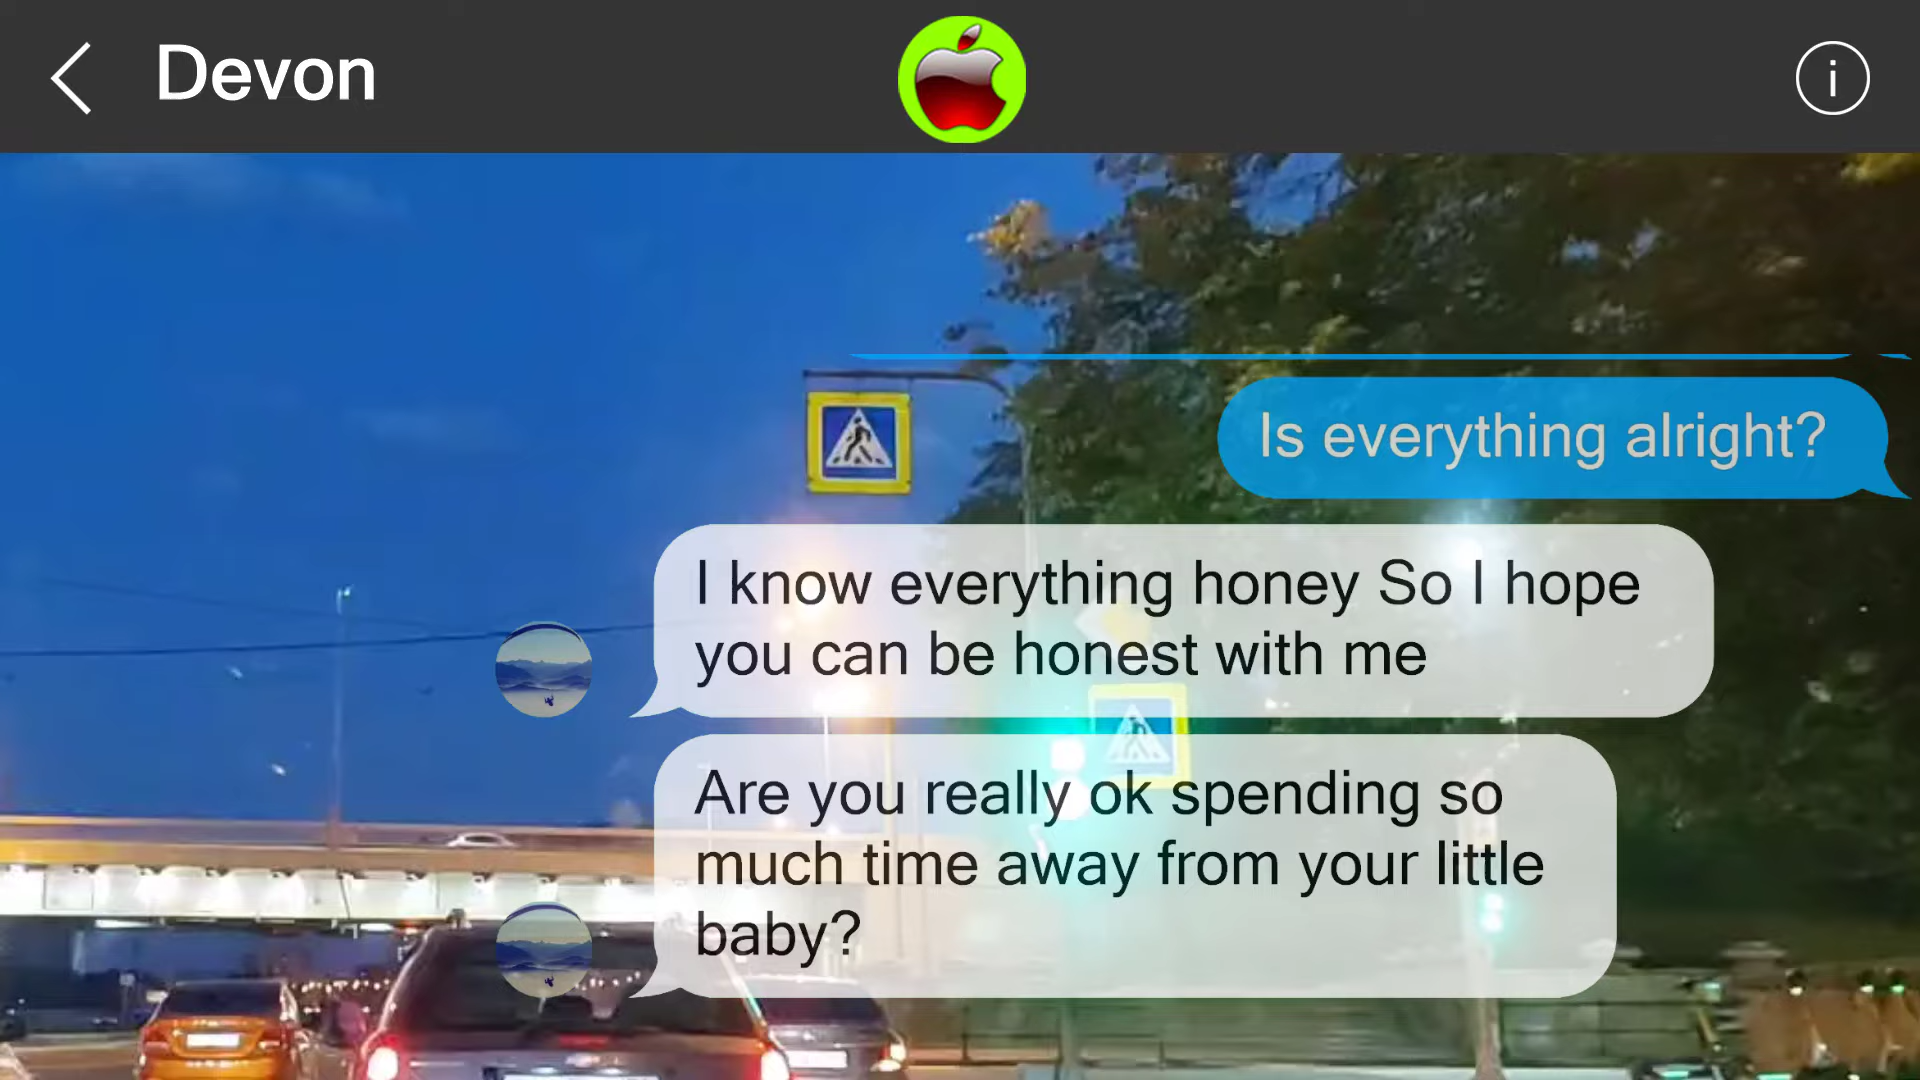 Devon
i
Is everything alright?
I know everything honey So I hope
you can be honest with me
Are you really ok spending so
much time away from your little
baby?